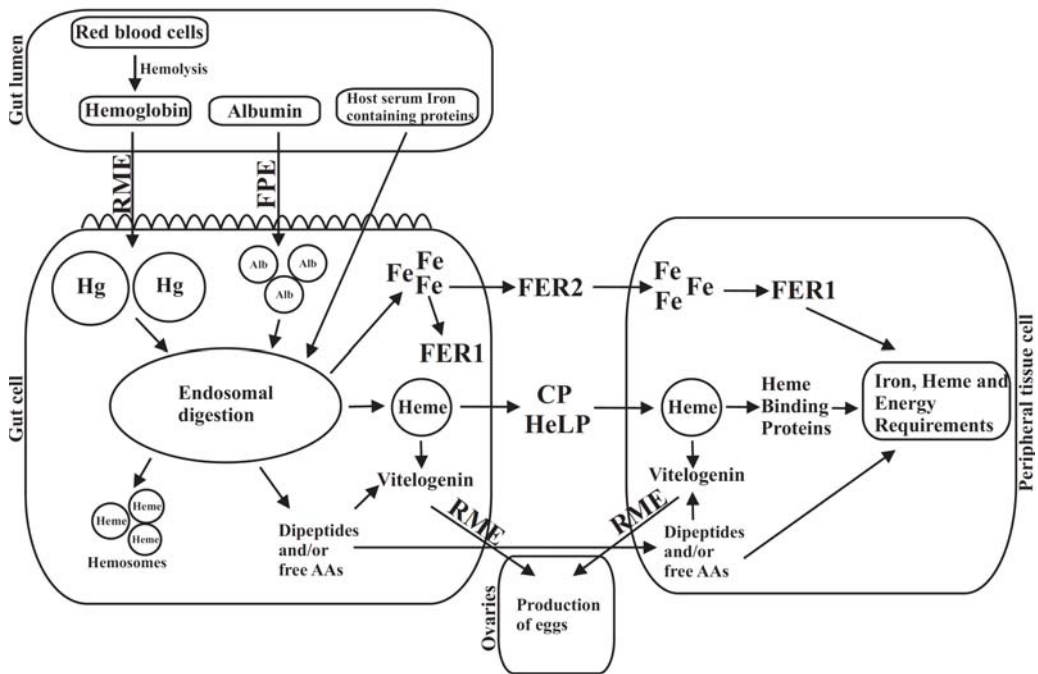 Gut lumen
Red blood cells
Hemolysis
Hemoglobin
Albumin
Host serum Iron
containing proteins
RME
FPE
Gut cell
Hg
Hg
Alb
Alb
Alb
Fe
Fe
Fe
FER1
FER2
Endosomal
digestion
Heme
CP
HeLP
Vitelogenin
RME
Heme
Heme
Heme
Hemosomes
Dipeptides
and/or
free AAs
Ovaries
Production
of eggs
Peripheral tissue cell
Fe
Fe
Fe
FER1
Heme
Heme
Binding
Proteins
Iron, Heme and
Energy
Requirements
Vitelogenin
RME
Dipeptides
and/or
free AAs